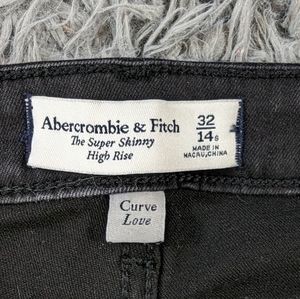 Abercrombie & Fitch
The Super Skinny
High Rise
32
14s
MADE IN
MACAU, CHINA
Curve
Love